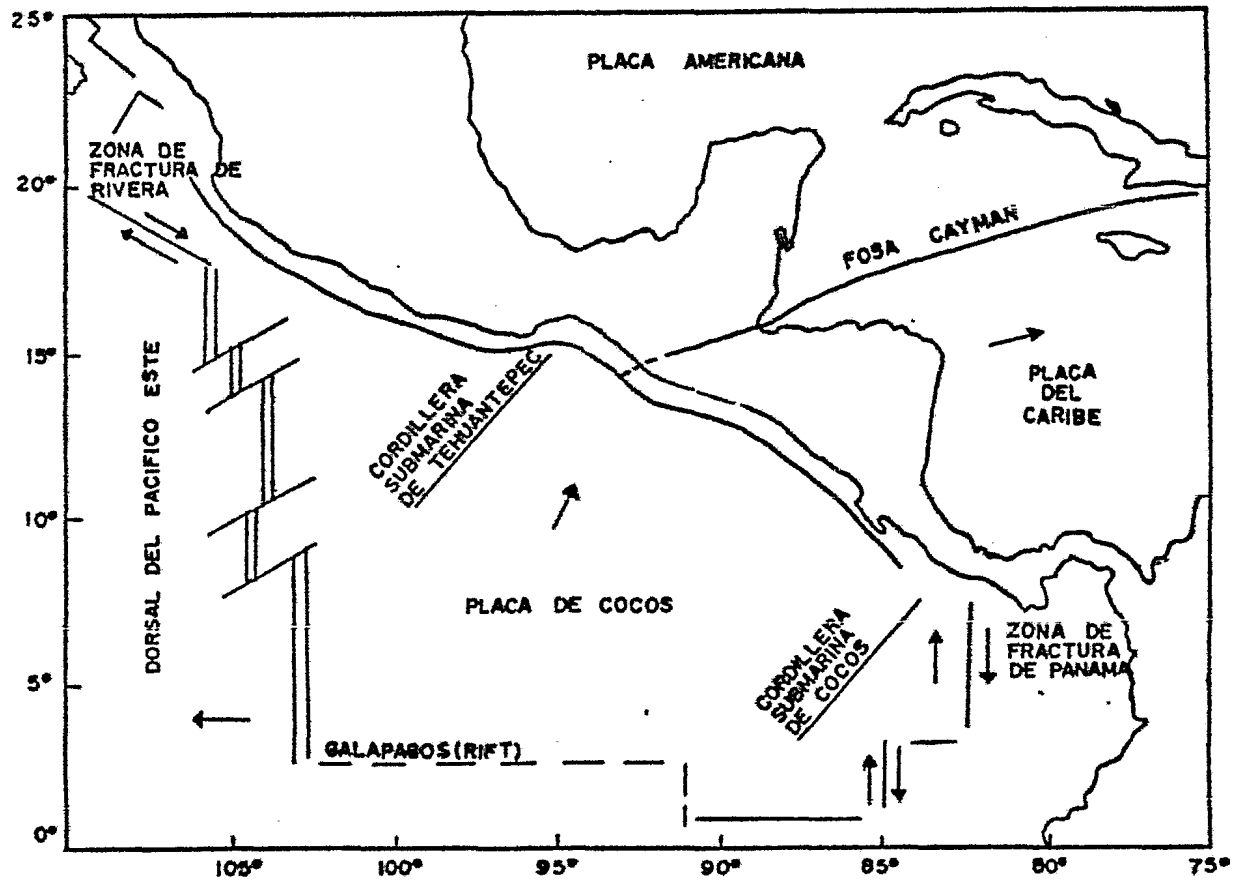 25°
20°
15°
10°
5°
0°
PLACA AMERICANA
ZONA DE
FRACTURA DE
RIVERA
FOSA CAYMAN
DORSAL DEL PACIFICO ESTE
CORDILLERA
SUBMARINA
DE TEHUANTEPEC
PLACA
DEL
CARIBE
PLACA DE COCOS
CORDILLERA
SUBMARINA
DE COCOS
ZONA DE
FRACTURA
DE PANAMA
GALAPAGOS(RIFT)
105° 100° 95° 90° 85° 80° 75°